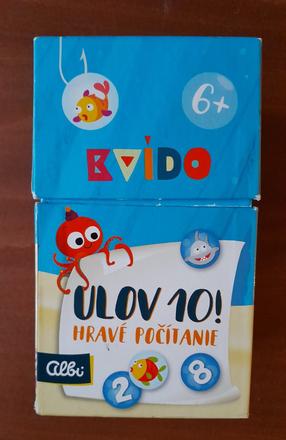 6+
KVÍDO
ULOV 10!
HRAVÉ POČÍTANIE
Albi
2
8